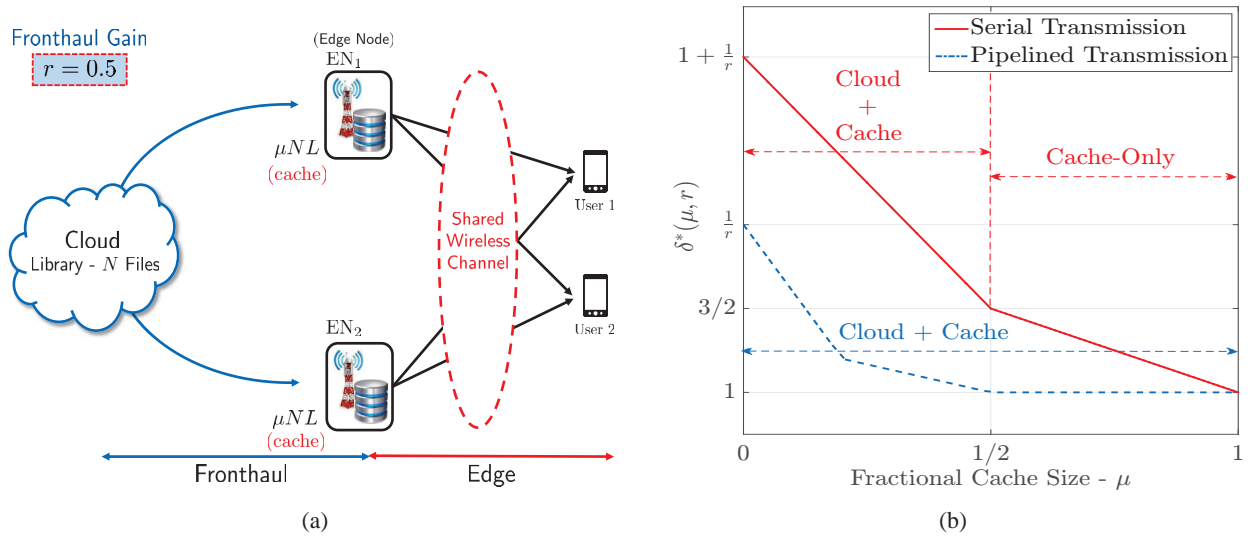 Fronthaul Gain
r = 0.5
(Edge Node)
EN₁
μNL
(cache)
Cloud
Library - N Files
Shared
Wireless
Channel
User 1
User 2
EN₂
μNL
(cache)
Fronthaul
Edge
(a)
Serial Transmission
Pipelined Transmission
1 + 1/r
1/r
3/2
1
δ*(μ, r)
Cloud
+
Cache
Cache-Only
Cloud + Cache
0
1/2
1
Fractional Cache Size - μ
(b)